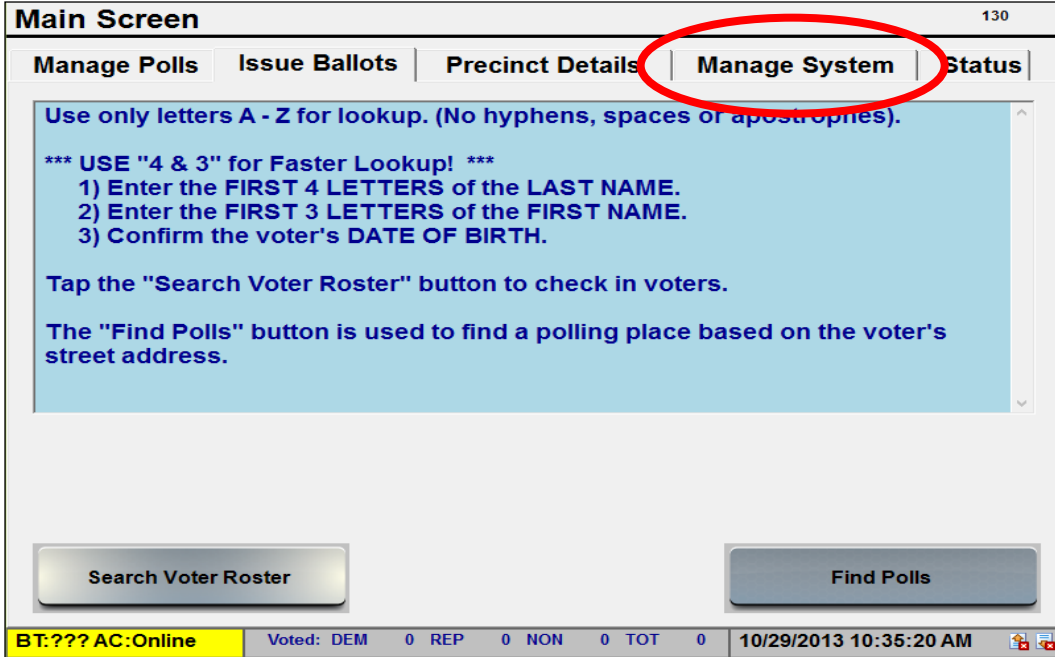 Main Screen 130
Manage Polls Issue Ballots Precinct Details Manage System Status
Use only letters A - Z for lookup. (No hyphens, spaces or apostrophes).
*** USE "4 & 3" for Faster Lookup! ***
1) Enter the FIRST 4 LETTERS of the LAST NAME.
2) Enter the FIRST 3 LETTERS of the FIRST NAME.
3) Confirm the voter's DATE OF BIRTH.
Tap the "Search Voter Roster" button to check in voters.
The "Find Polls" button is used to find a polling place based on the voter's
street address.
Search Voter Roster Find Polls
BT:??? AC:Online Voted: DEM 0 REP 0 NON 0 TOT 0 10/29/2013 10:35:20 AM